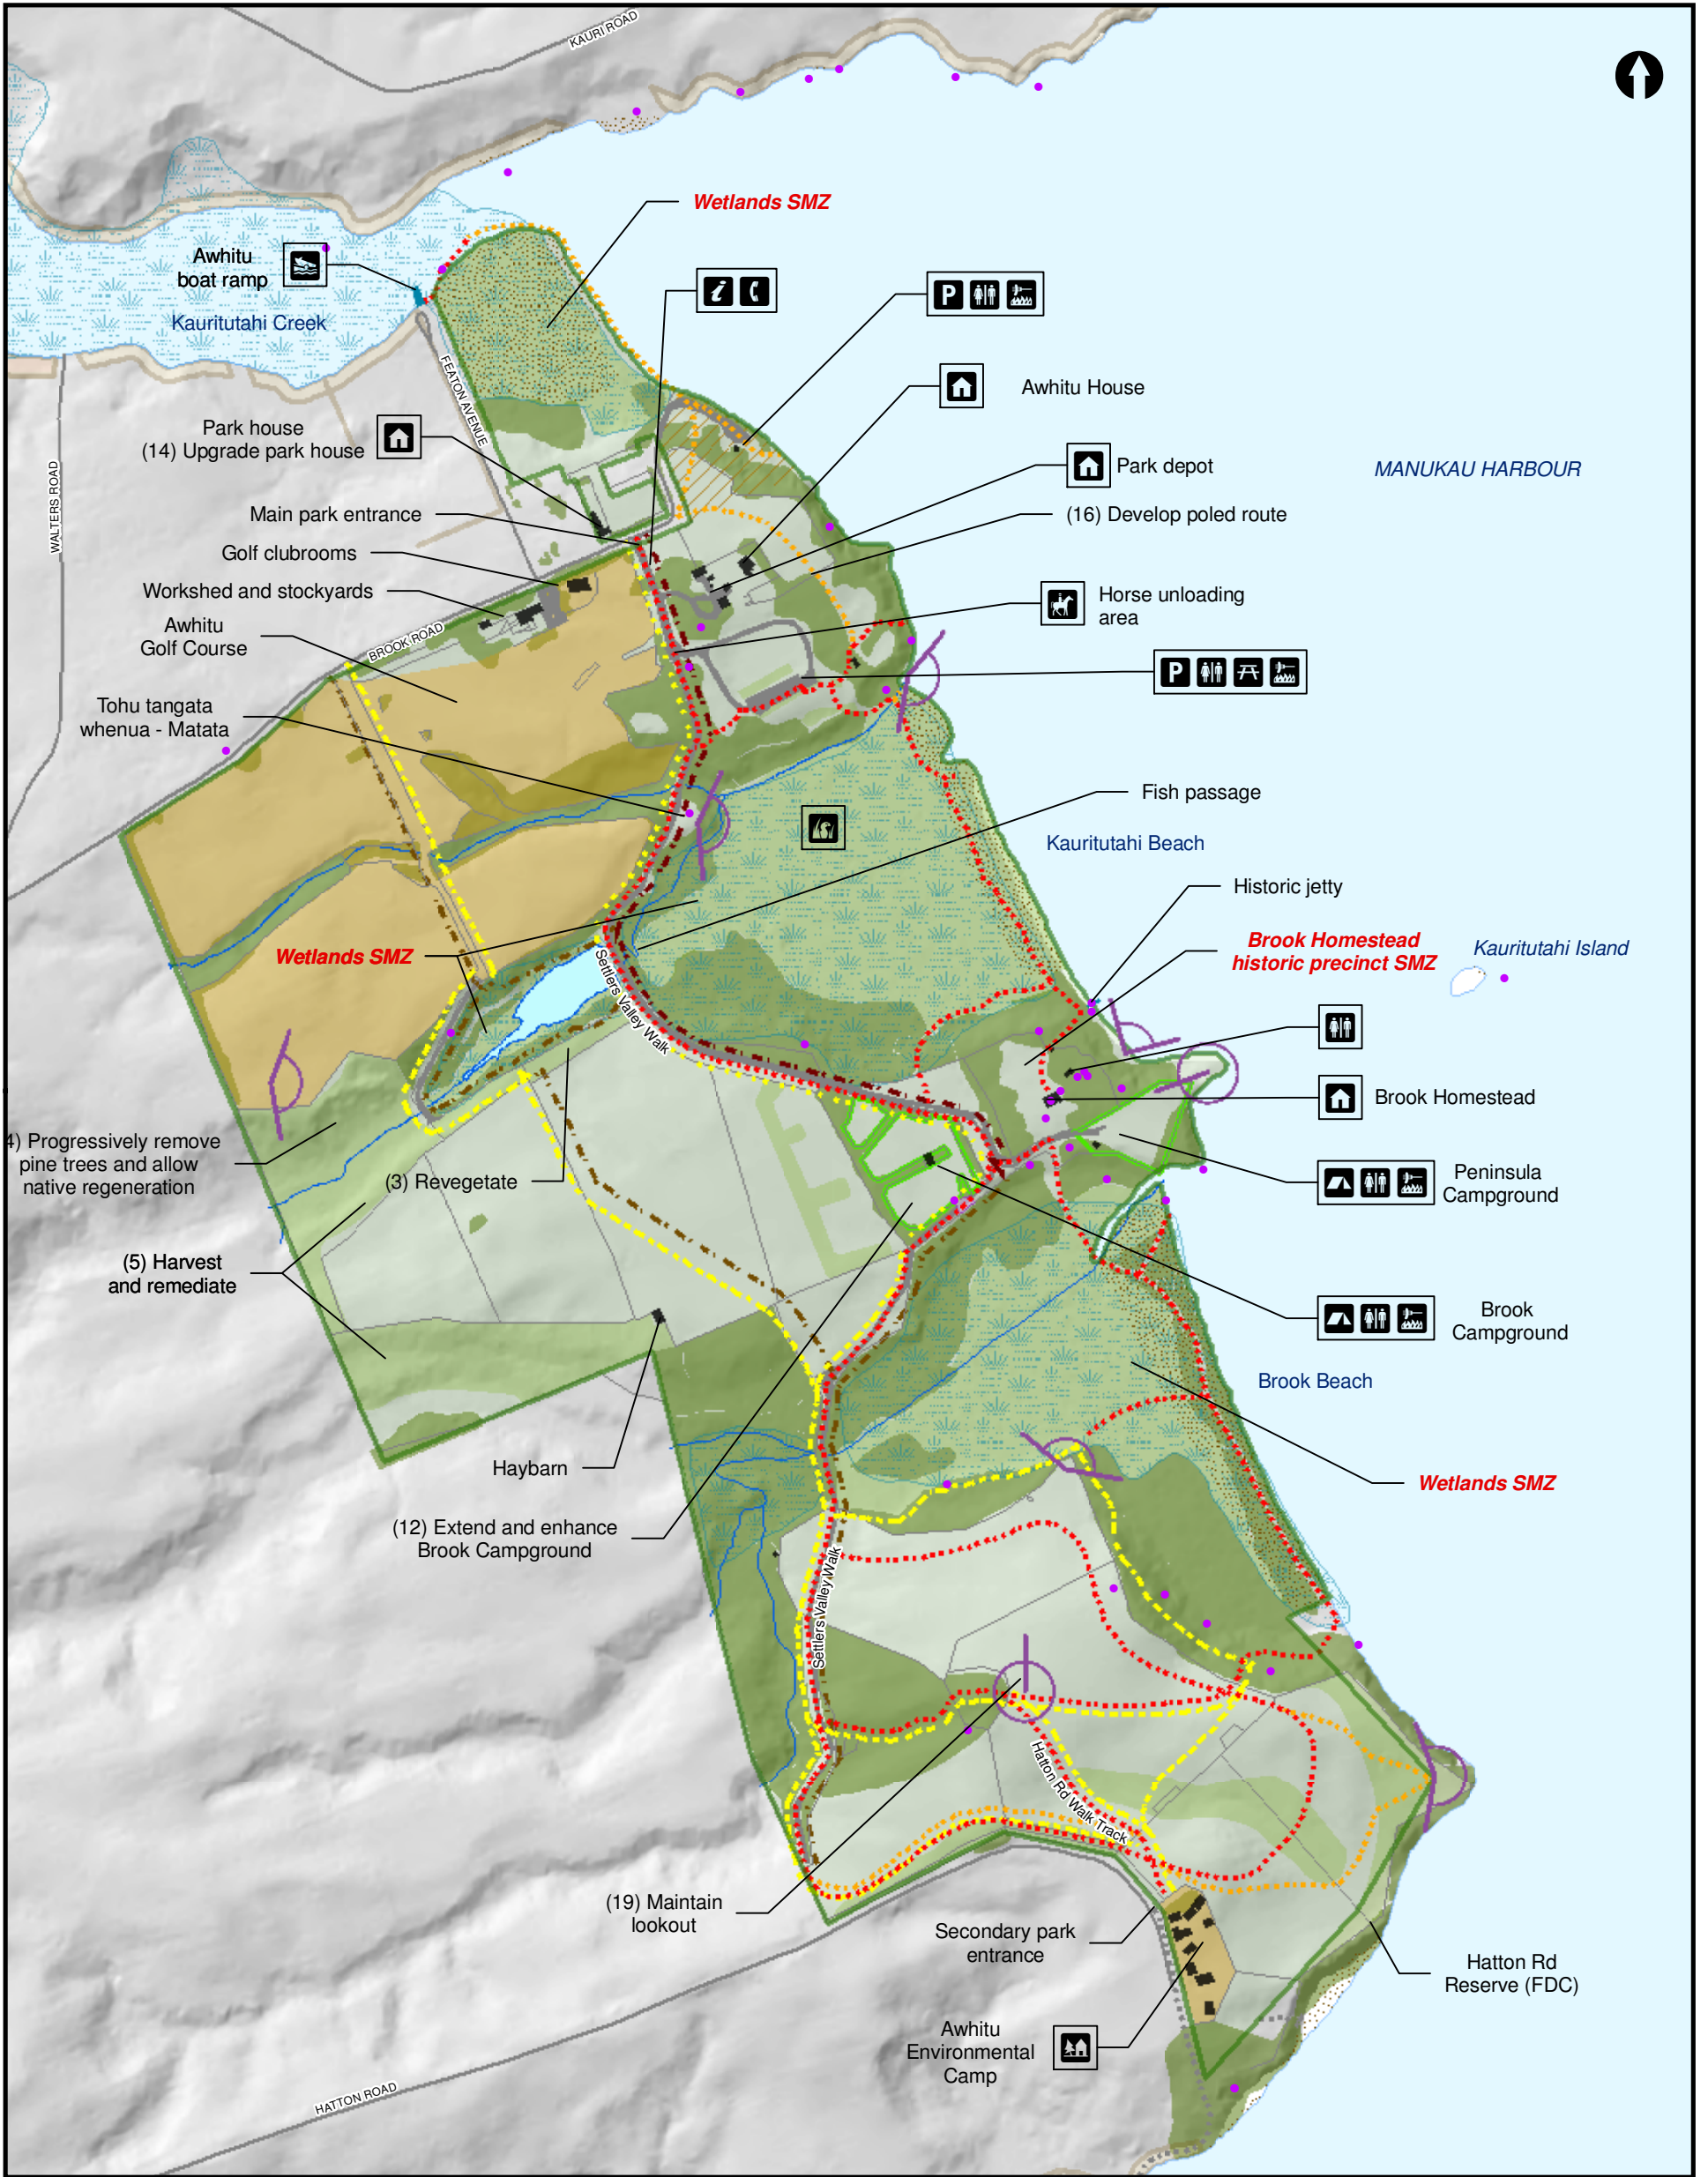 KAURI ROAD
Wetlands SMZ
Awhitu
boat ramp
Kauritutahi Creek
i
P
FEATON AVENUE
Awhitu House
Park house
(14) Upgrade park house
Park depot
MANUKAU HARBOUR
WALTERS ROAD
Main park entrance
(16) Develop poled route
Golf clubrooms
Workshed and stockyards
Horse unloading
area
Awhitu
Golf Course
BROOK ROAD
P
Tohu tangata
whenua - Matata
Fish passage
Kauritutahi Beach
Historic jetty
Wetlands SMZ
Brook Homestead
historic precinct SMZ
Kauritutahi Island
Settlers Valley Walk
Brook Homestead
4) Progressively remove
pine trees and allow
native regeneration
(3) Revegetate
Peninsula
Campground
(5) Harvest
and remediate
Brook
Campground
Brook Beach
Haybarn
Wetlands SMZ
(12) Extend and enhance
Brook Campground
Settlers Valley Walk
Hatton Rd Walk Track
(19) Maintain
lookout
Secondary park
entrance
Hatton Rd
Reserve (FDC)
Awhitu
Environmental
Camp
HATTON ROAD